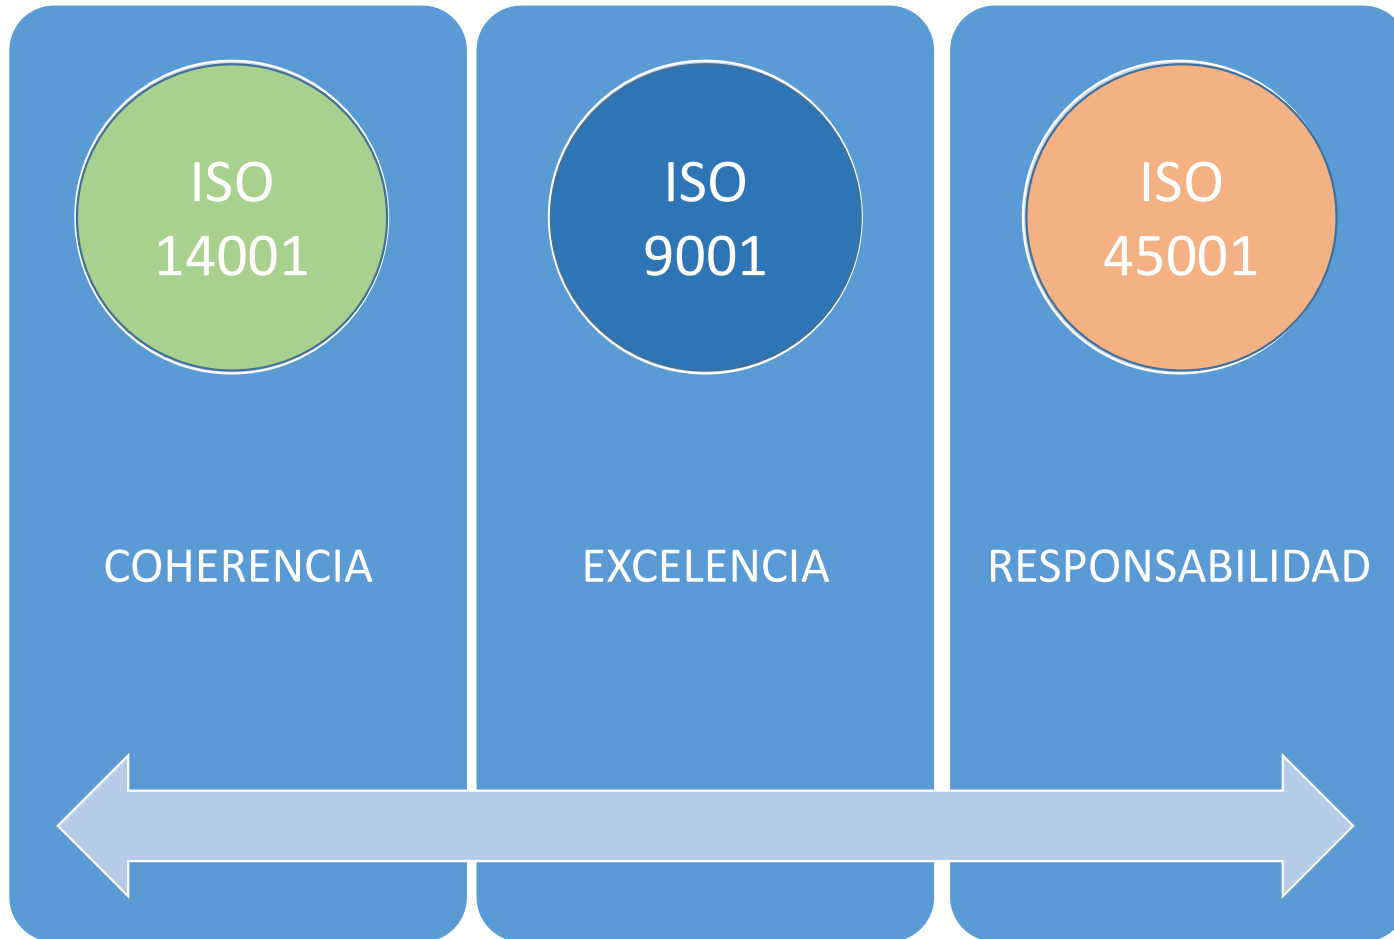 ISO
14001
ISO
9001
ISO
45001
COHERENCIA
EXCELENCIA
RESPONSABILIDAD